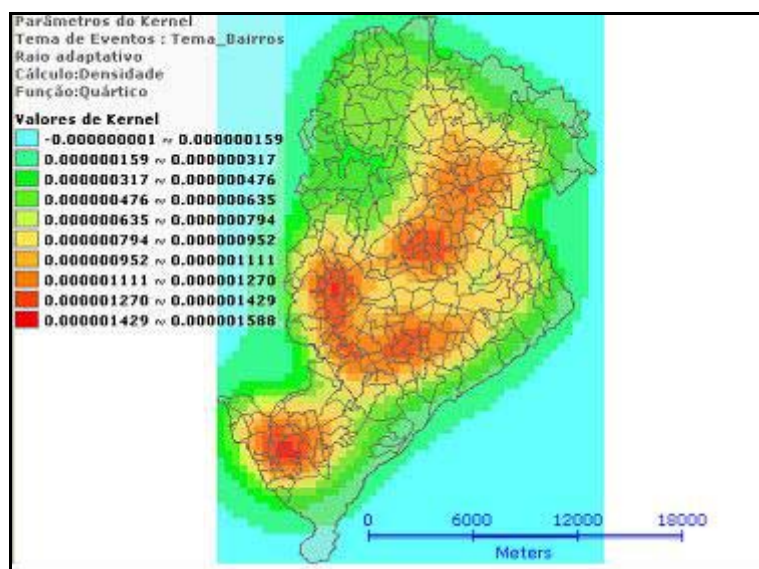 Parâmetros do Kernel
Tema de Eventos : Tema_Bairros
Raio adaptativo
Cálculo:Densidade
Função:Quártico
Valores de Kernel
-0.000000001 ~ 0.000000159
0.000000159 ~ 0.000000317
0.000000317 ~ 0.000000476
0.000000476 ~ 0.000000635
0.000000635 ~ 0.000000794
0.000000794 ~ 0.000000952
0.000000952 ~ 0.000001111
0.000001111 ~ 0.000001270
0.000001270 ~ 0.000001429
0.000001429 ~ 0.000001588
0 6000 12000 18000
Meters